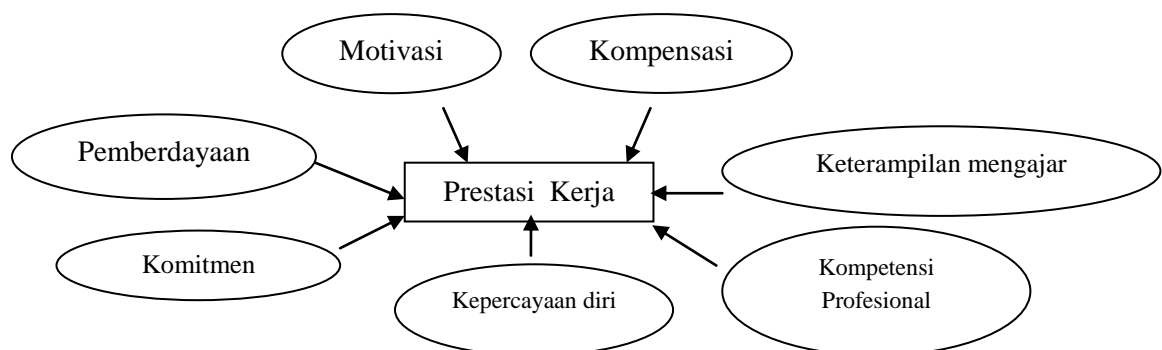 Motivasi
Kompensasi
Pemberdayaan
Keterampilan mengajar
Prestasi Kerja
Komitmen
Kepercayaan diri
Kompetensi
Profesional